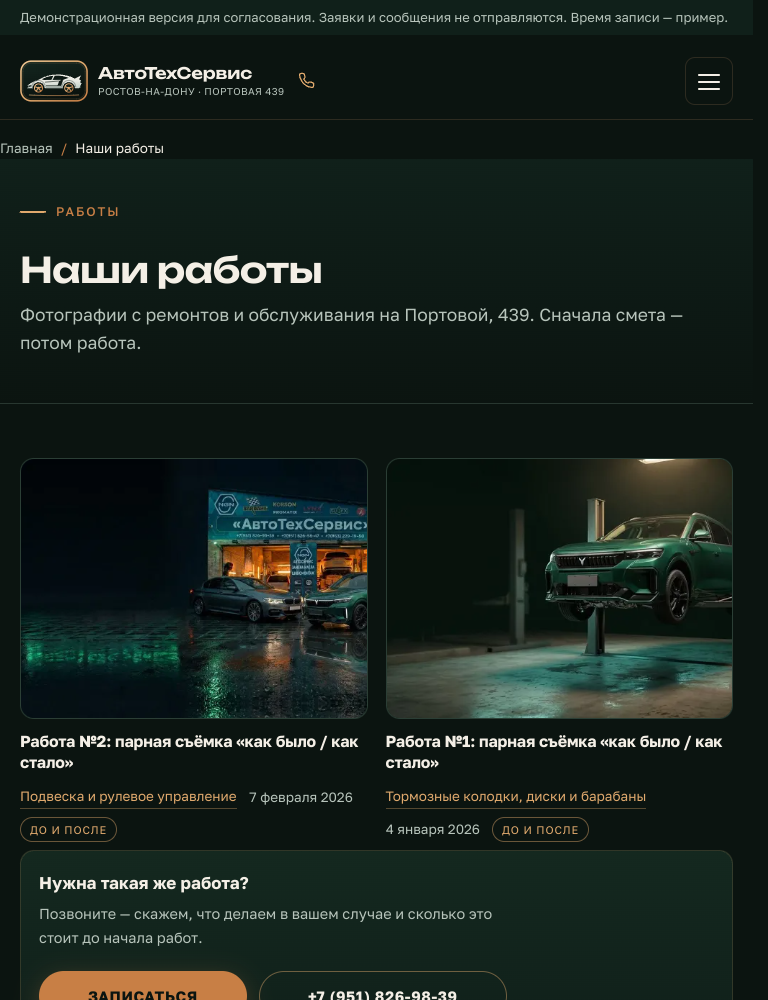 Демонстрационная версия для согласования. Заявки и сообщения не отправляются. Время записи — пример.
АвтоТехСервис
РОСТОВ-НА-ДОНУ · ПОРТОВАЯ 439
Главная / Наши работы
РАБОТЫ
Наши работы
Фотографии с ремонтов и обслуживания на Портовой, 439. Сначала смета —
потом работа.
«АвтоТехСервис»
Работа №2: парная съёмка «как было / как
стало»
Подвеска и рулевое управление 7 февраля 2026
ДО И ПОСЛЕ
Работа №1: парная съёмка «как было / как
стало»
Тормозные колодки, диски и барабаны
4 января 2026 ДО И ПОСЛЕ
Нужна такая же работа?
Позвоните — скажем, что делаем в вашем случае и сколько это
стоит до начала работ.
ЗАПИСАТЬСЯ
+7 (951) 826-98-39